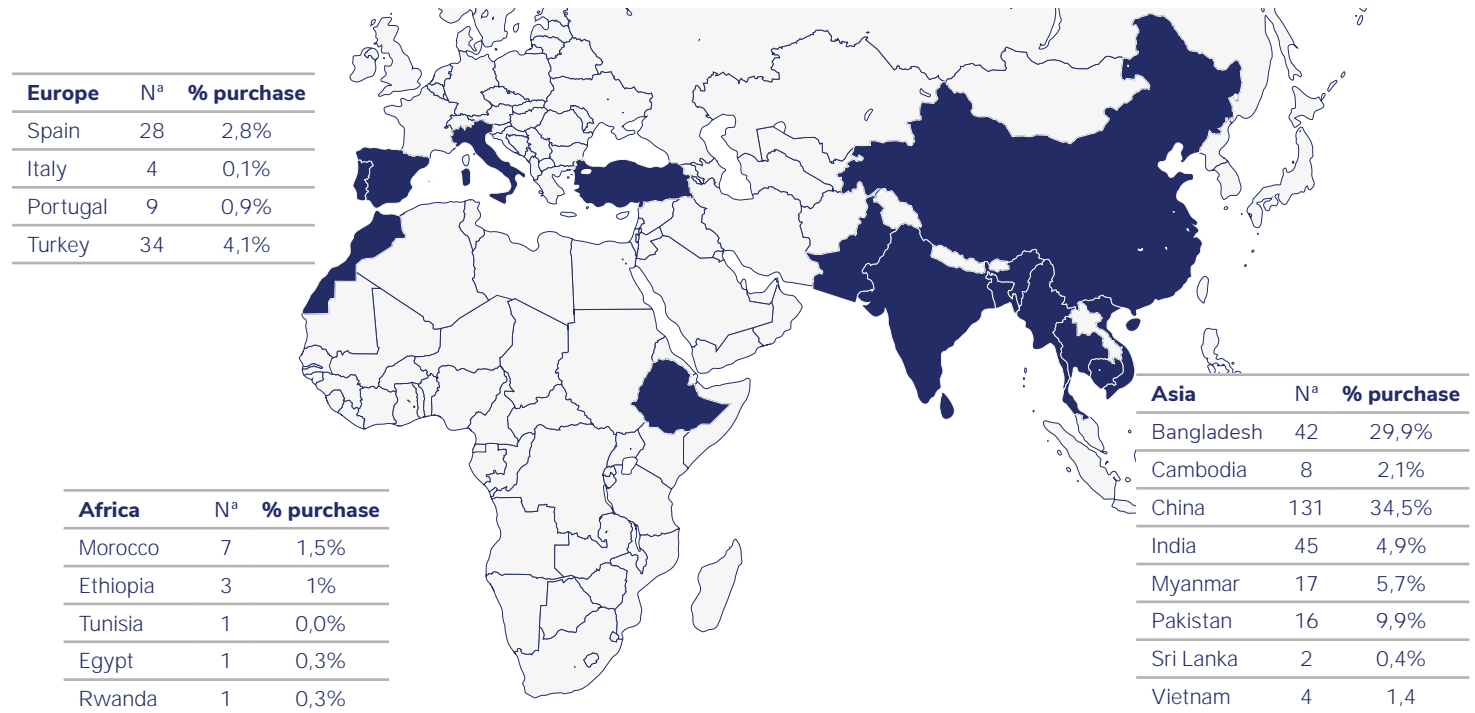 Europe Nª % purchase
Spain 28 2,8%
Italy 4 0,1%
Portugal 9 0,9%
Turkey 34 4,1%
Africa Nª % purchase
Morocco 7 1,5%
Ethiopia 3 1%
Tunisia 1 0,0%
Egypt 1 0,3%
Rwanda 1 0,3%
Asia Nª % purchase
Bangladesh 42 29,9%
Cambodia 8 2,1%
China 131 34,5%
India 45 4,9%
Myanmar 17 5,7%
Pakistan 16 9,9%
Sri Lanka 2 0,4%
Vietnam 4 1,4